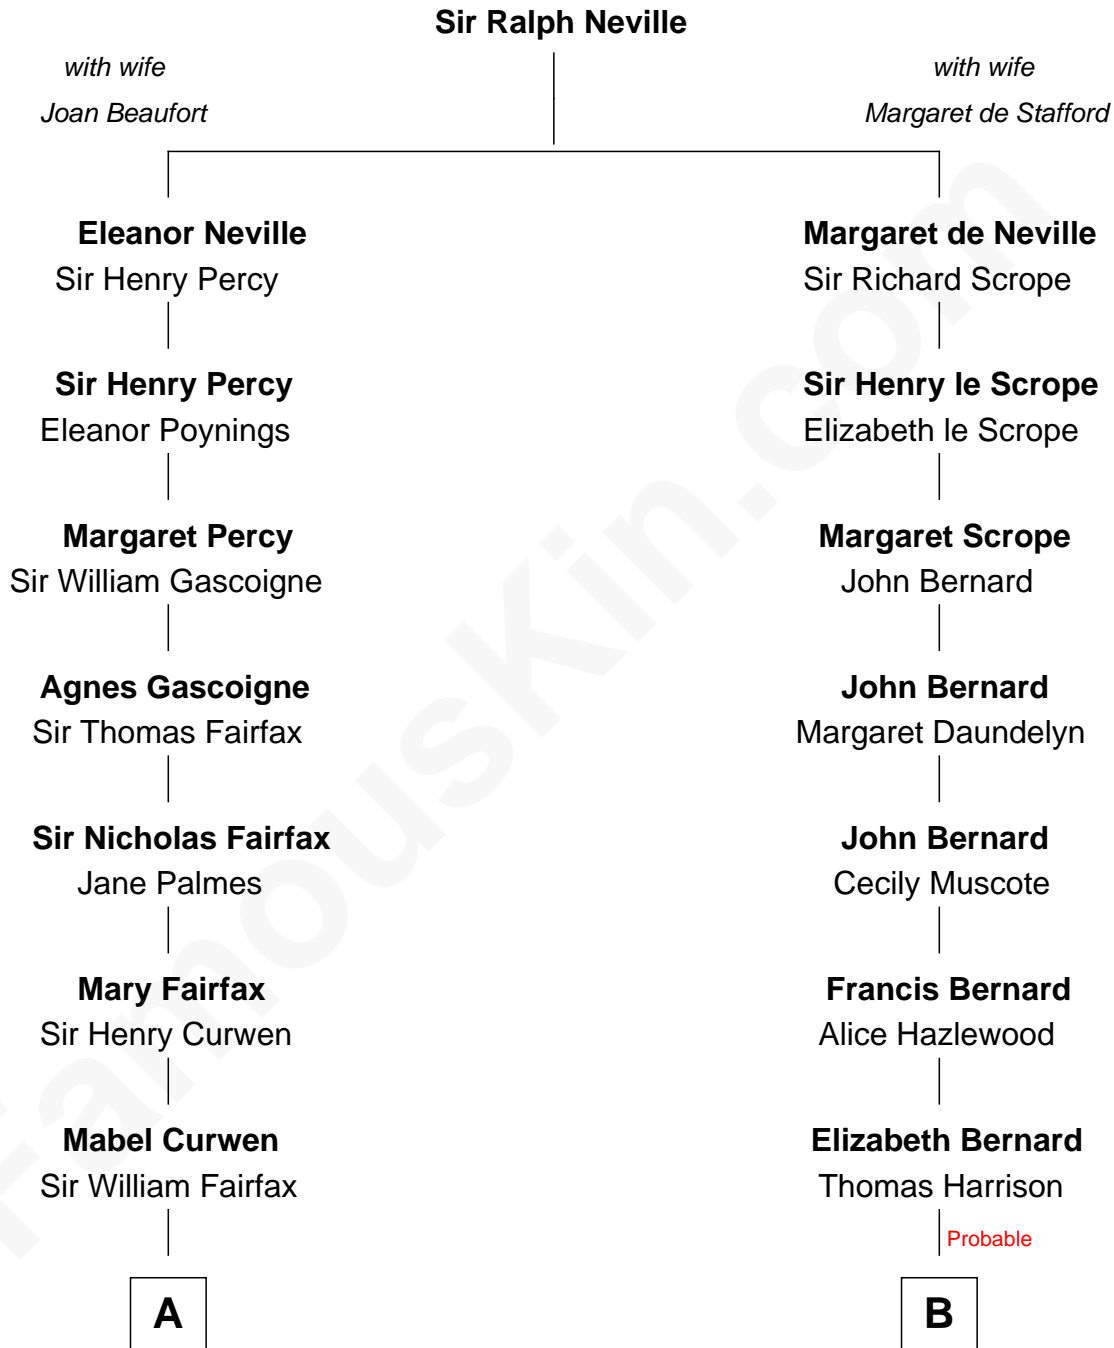 Sir Ralph Neville
with wife
Joan Beaufort
with wife
Margaret de Stafford
Eleanor Neville
Sir Henry Percy
Margaret de Neville
Sir Richard Scrope
Sir Henry Percy
Eleanor Poynings
Sir Henry le Scrope
Elizabeth le Scrope
Margaret Percy
Sir William Gascoigne
Margaret Scrope
John Bernard
Agnes Gascoigne
Sir Thomas Fairfax
John Bernard
Margaret Daundelyn
Sir Nicholas Fairfax
Jane Palmes
John Bernard
Cecily Muscote
Mary Fairfax
Sir Henry Curwen
Francis Bernard
Alice Hazlewood
Mabel Curwen
Sir William Fairfax
Elizabeth Bernard
Thomas Harrison
Probable
A
B
FamousKin.com